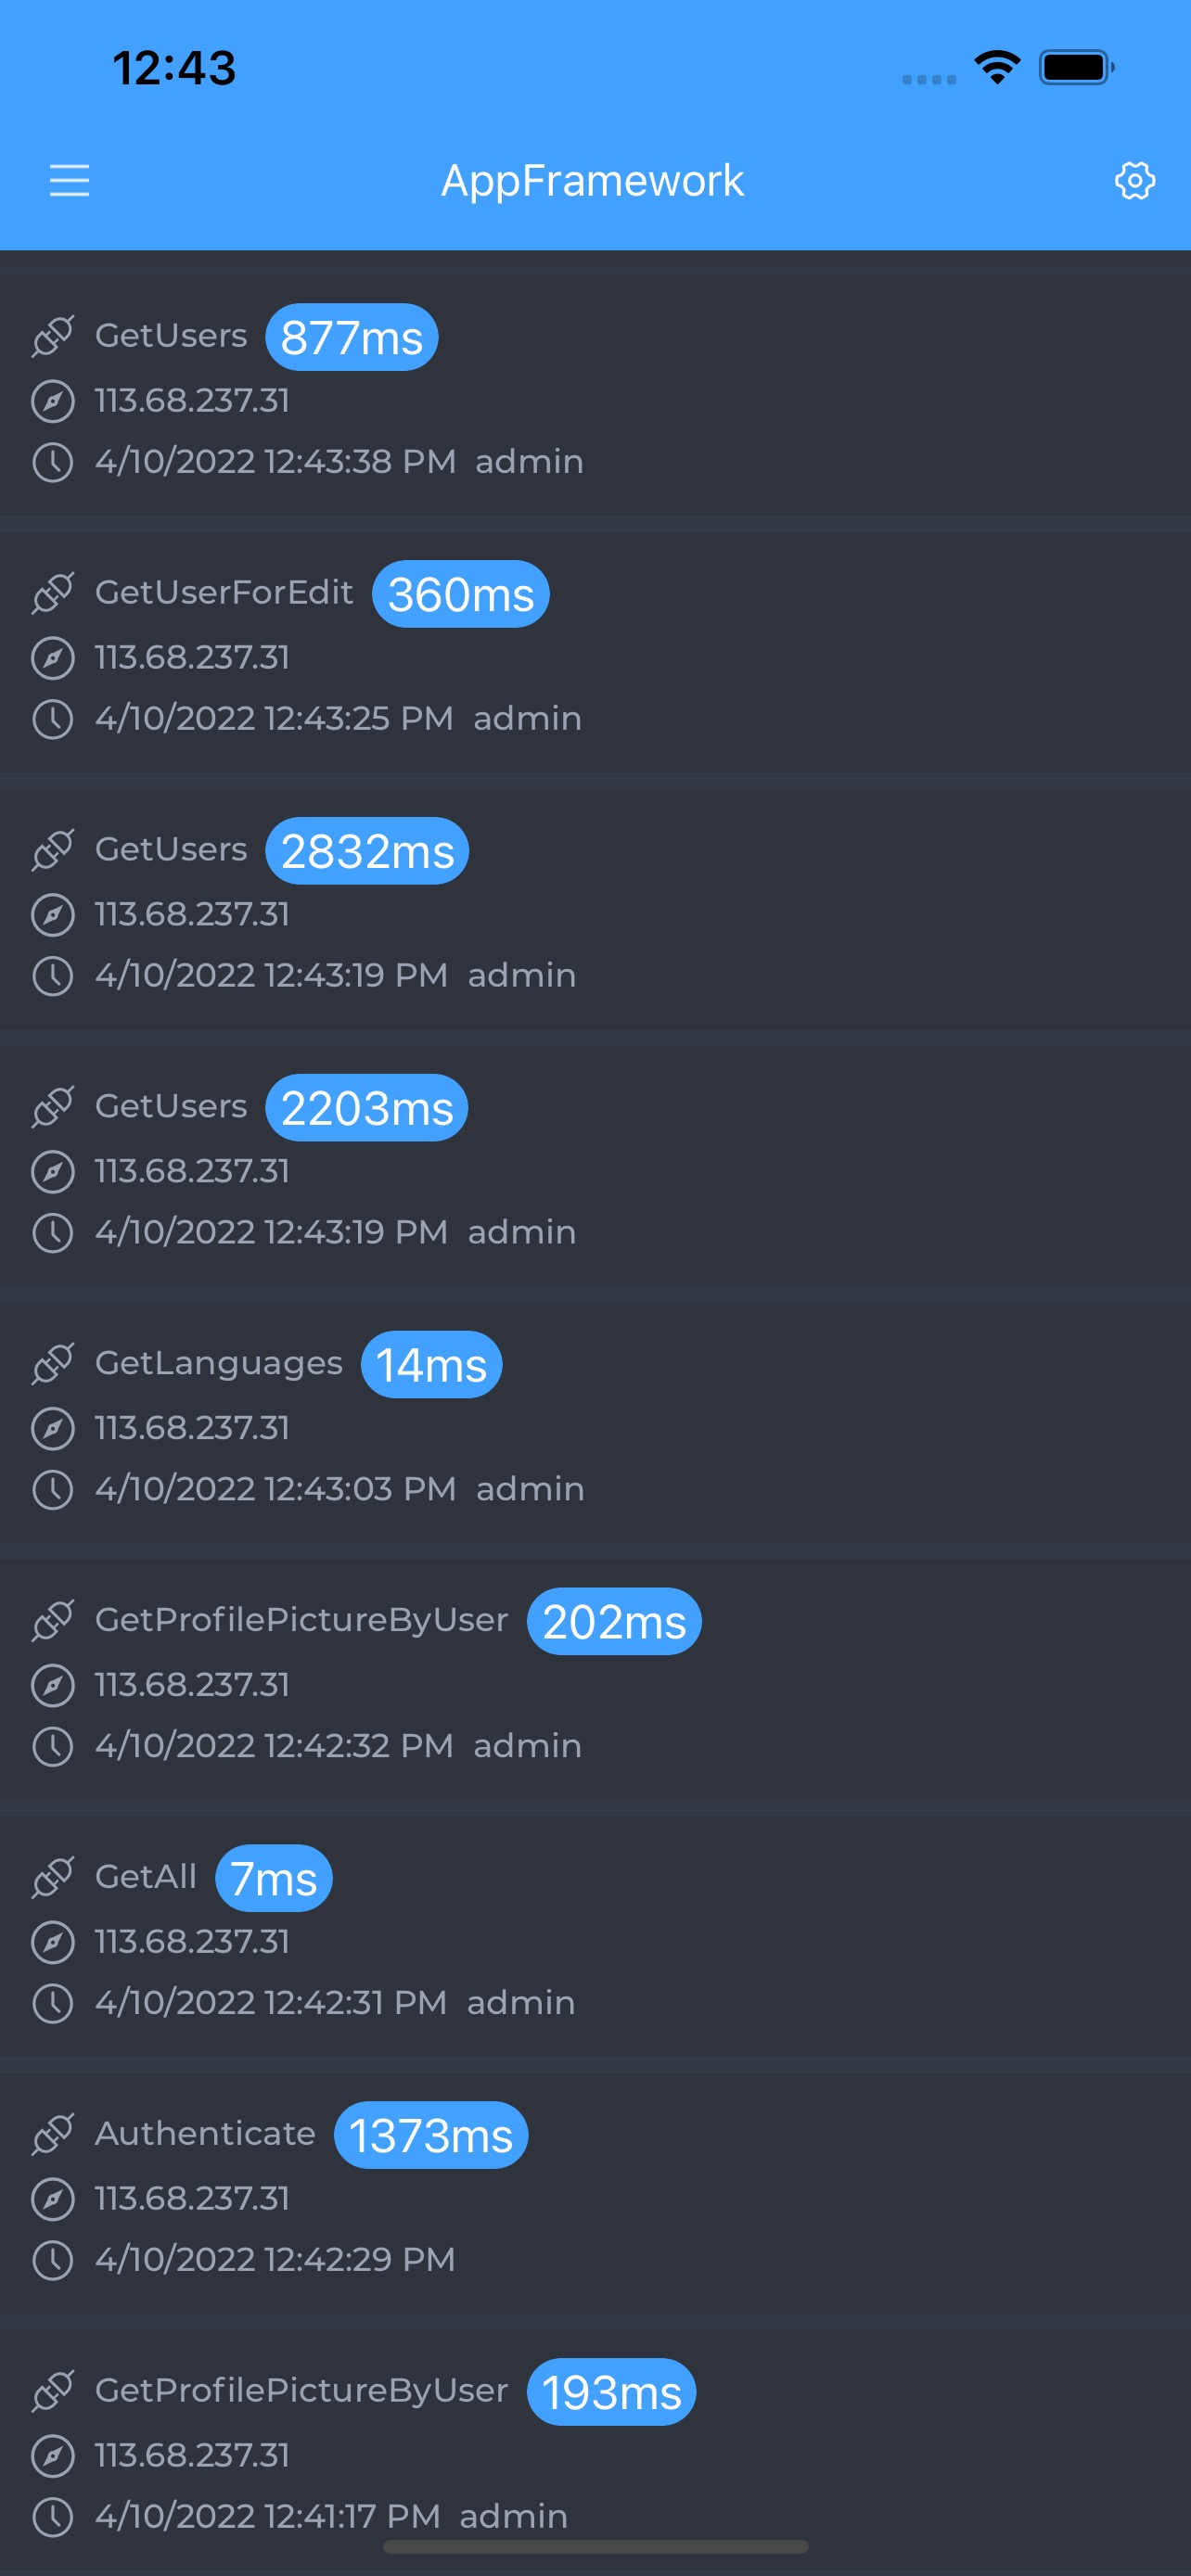 12:43
AppFramework
GetUsers 877ms
113.68.237.31
4/10/2022 12:43:38 PM admin
GetUserForEdit 360ms
113.68.237.31
4/10/2022 12:43:25 PM admin
GetUsers 2832ms
113.68.237.31
4/10/2022 12:43:19 PM admin
GetUsers 2203ms
113.68.237.31
4/10/2022 12:43:19 PM admin
GetLanguages 14ms
113.68.237.31
4/10/2022 12:43:03 PM admin
GetProfilePictureByUser 202ms
113.68.237.31
4/10/2022 12:42:32 PM admin
GetAll 7ms
113.68.237.31
4/10/2022 12:42:31 PM admin
Authenticate 1373ms
113.68.237.31
4/10/2022 12:42:29 PM
GetProfilePictureByUser 193ms
113.68.237.31
4/10/2022 12:41:17 PM admin